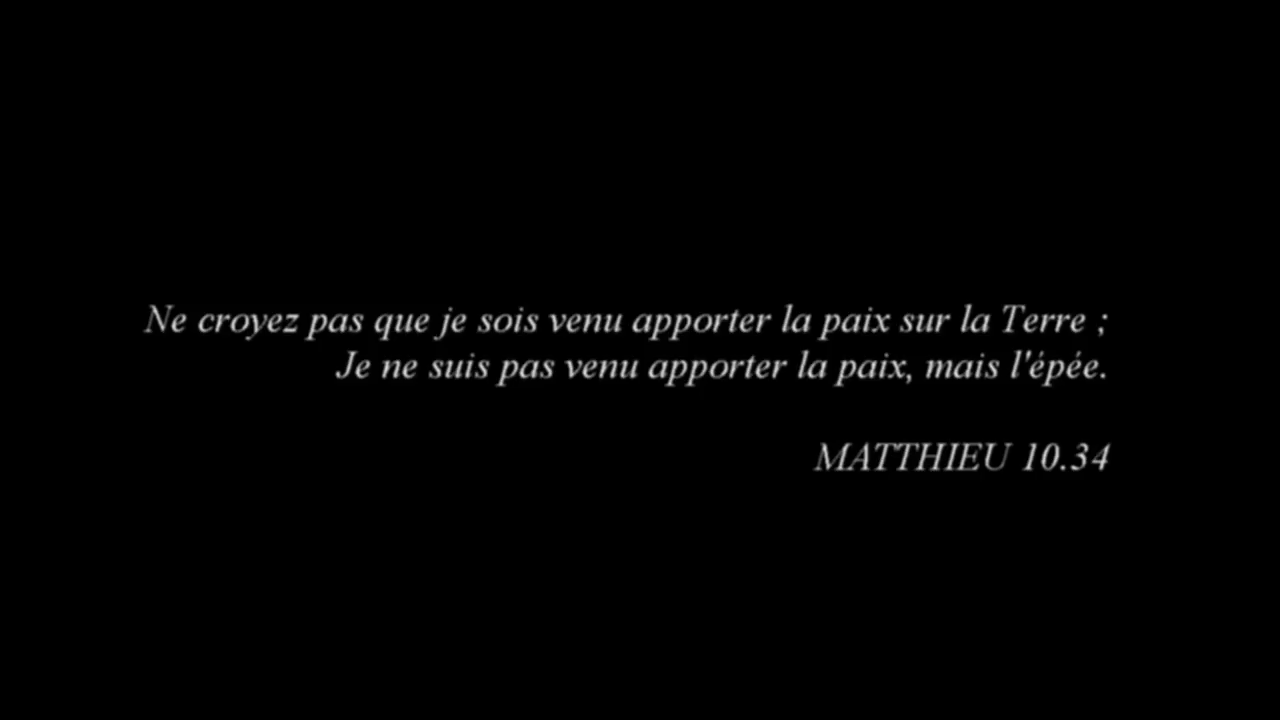 Ne croyez pas que je sois venu apporter la paix sur la Terre ;
Je ne suis pas venu apporter la paix, mais l'épée.
MATTHIEU 10.34